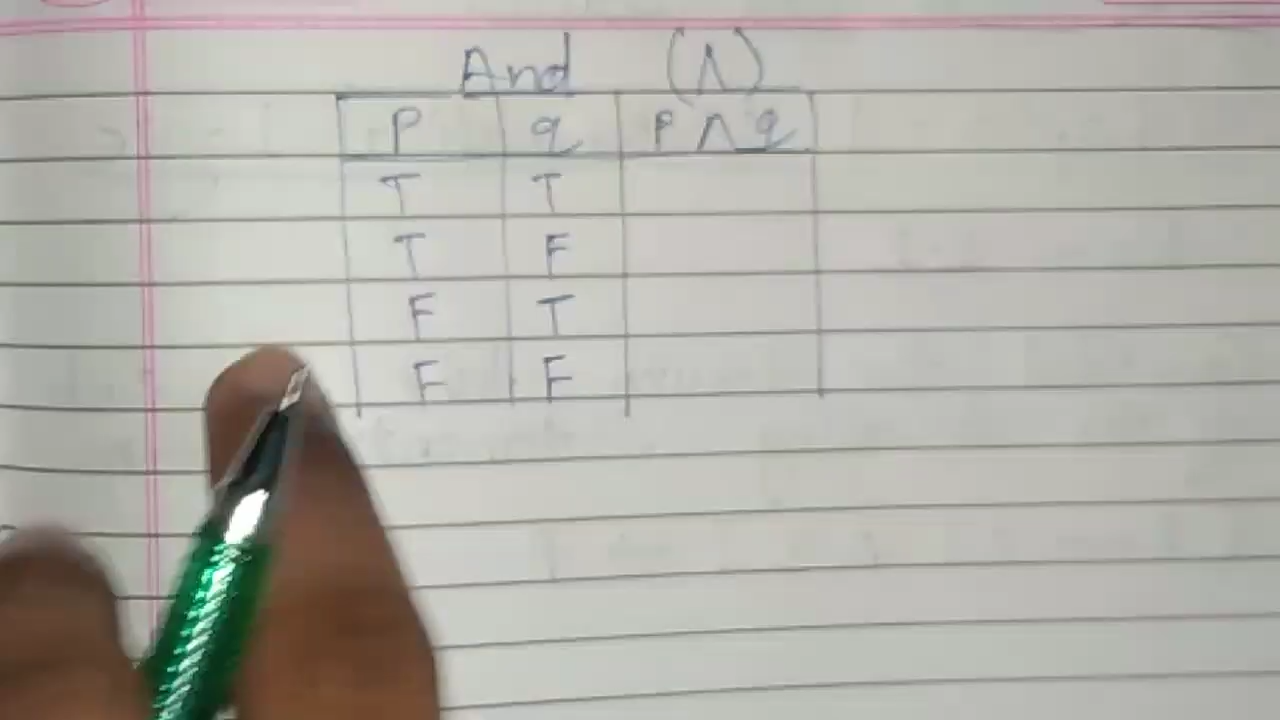 And (∧)
P q P ∧ q
T T
T F
F T
F F